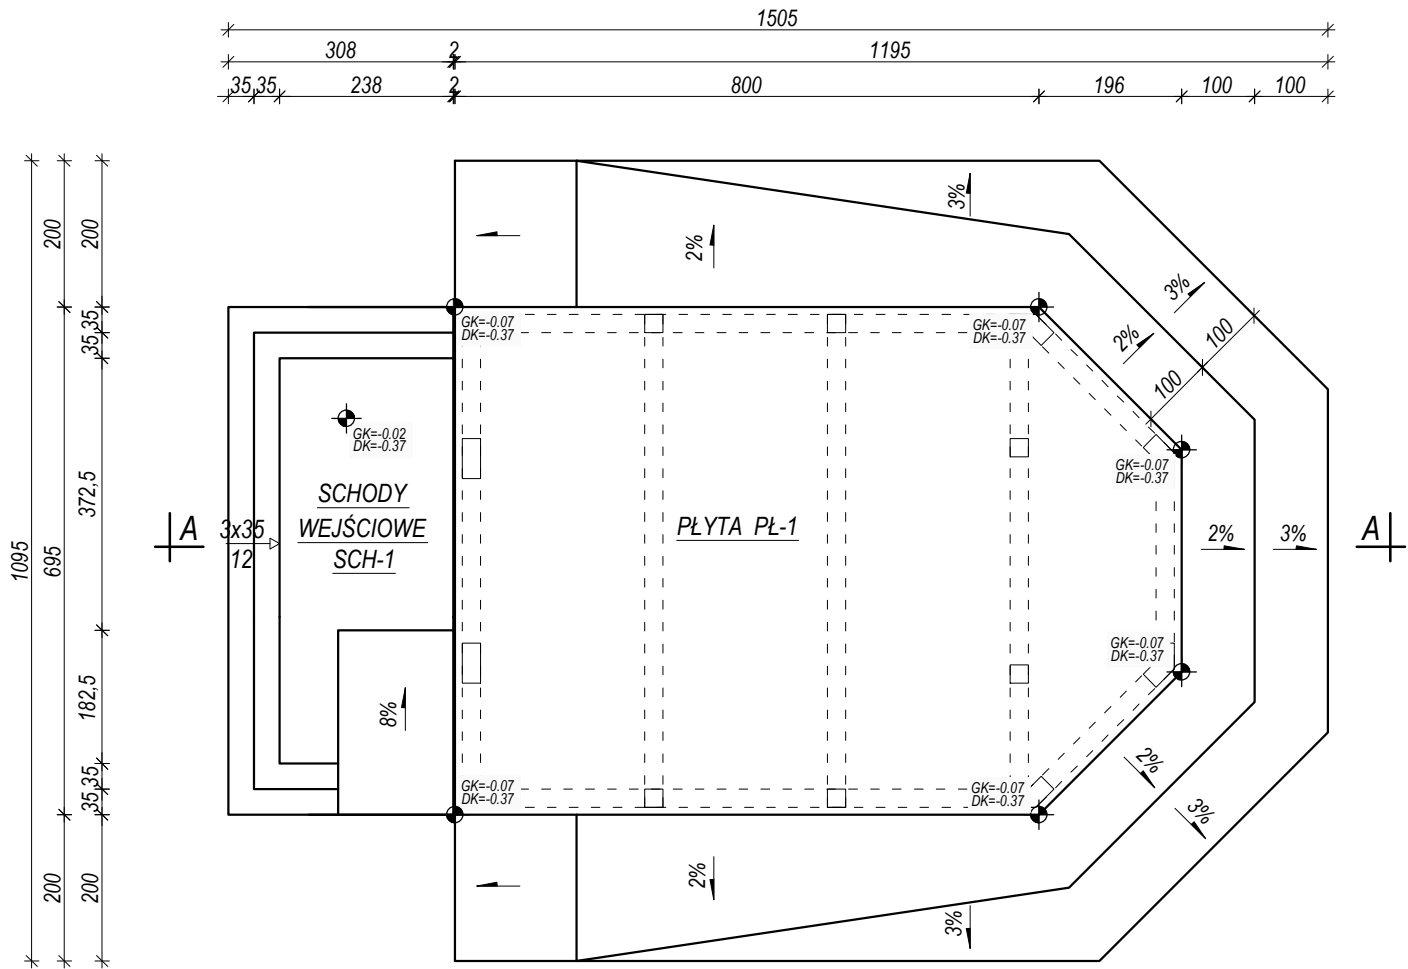 1505
308
2
1195
35
35
238
2
800
196
100
100
1095
200
695
200
200
35
35
372,5
182,5
35
35
200
3%
2%
3%
2%
100
100
GK=-0.07
DK=-0.37
GK=-0.07
DK=-0.37
GK=-0.02
DK=-0.37
GK=-0.07
DK=-0.37
SCHODY
WEJŚCIOWE
SCH-1
3x35
12
PŁYTA PŁ-1
A
A
2%
3%
GK=-0.07
DK=-0.37
8%
GK=-0.07
DK=-0.37
GK=-0.07
DK=-0.37
2%
3%
2%
3%